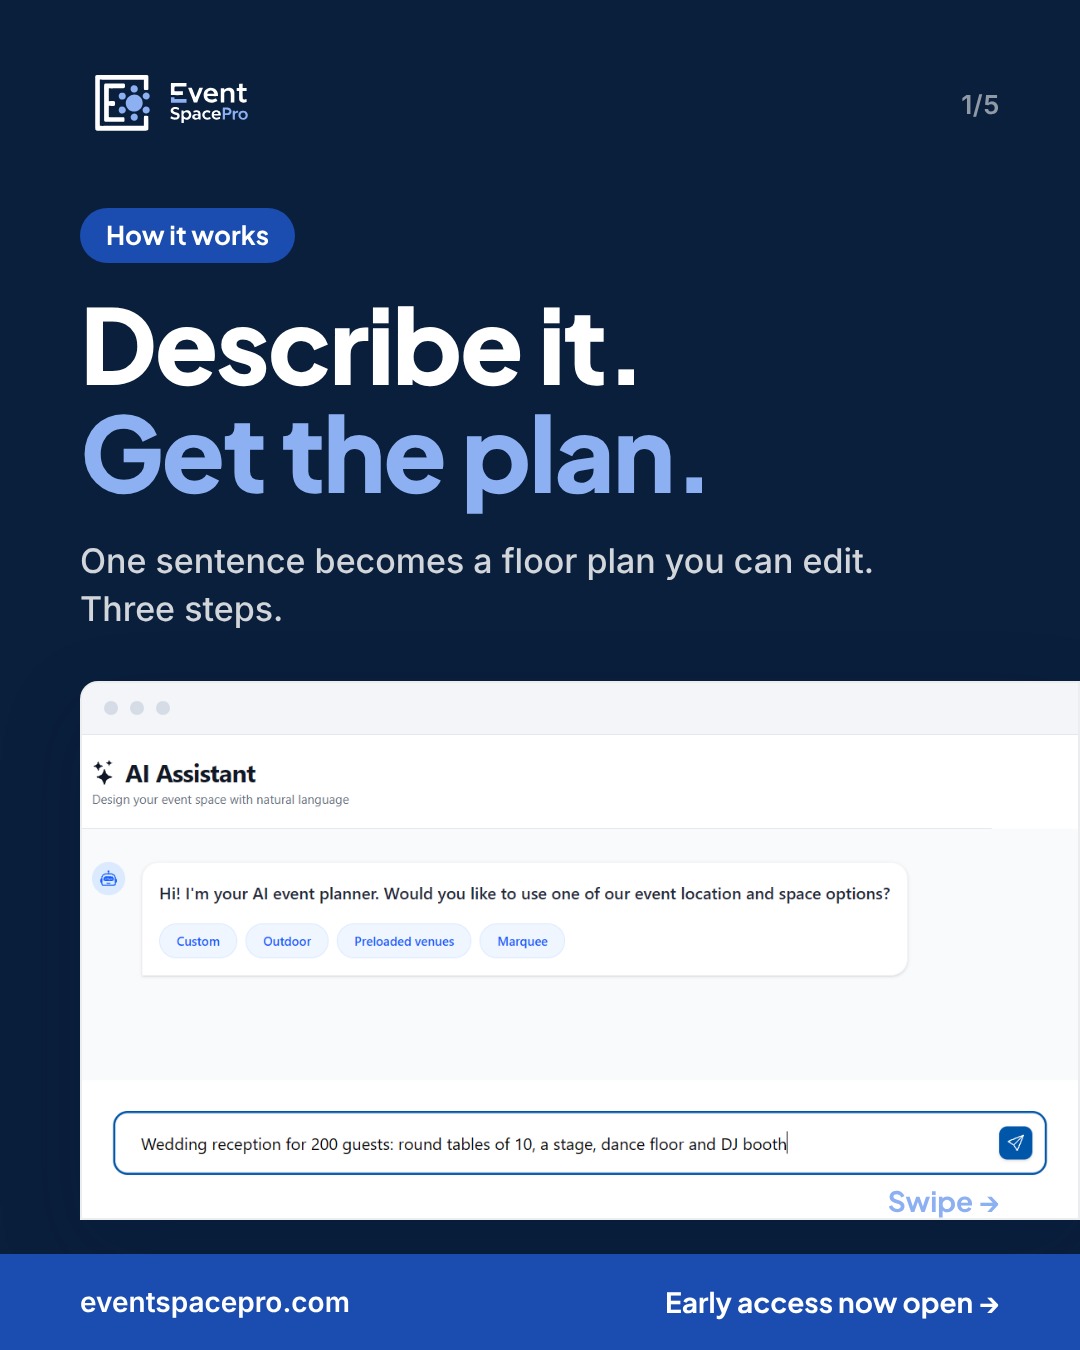 Event
SpacePro
1/5
How it works
Describe it.
Get the plan.
One sentence becomes a floor plan you can edit.
Three steps.
AI Assistant
Design your event space with natural language
Hi! I'm your AI event planner. Would you like to use one of our event location and space options?
Custom
Outdoor
Preloaded venues
Marquee
Wedding reception for 200 guests: round tables of 10, a stage, dance floor and DJ booth
Swipe →
eventspacepro.com
Early access now open →